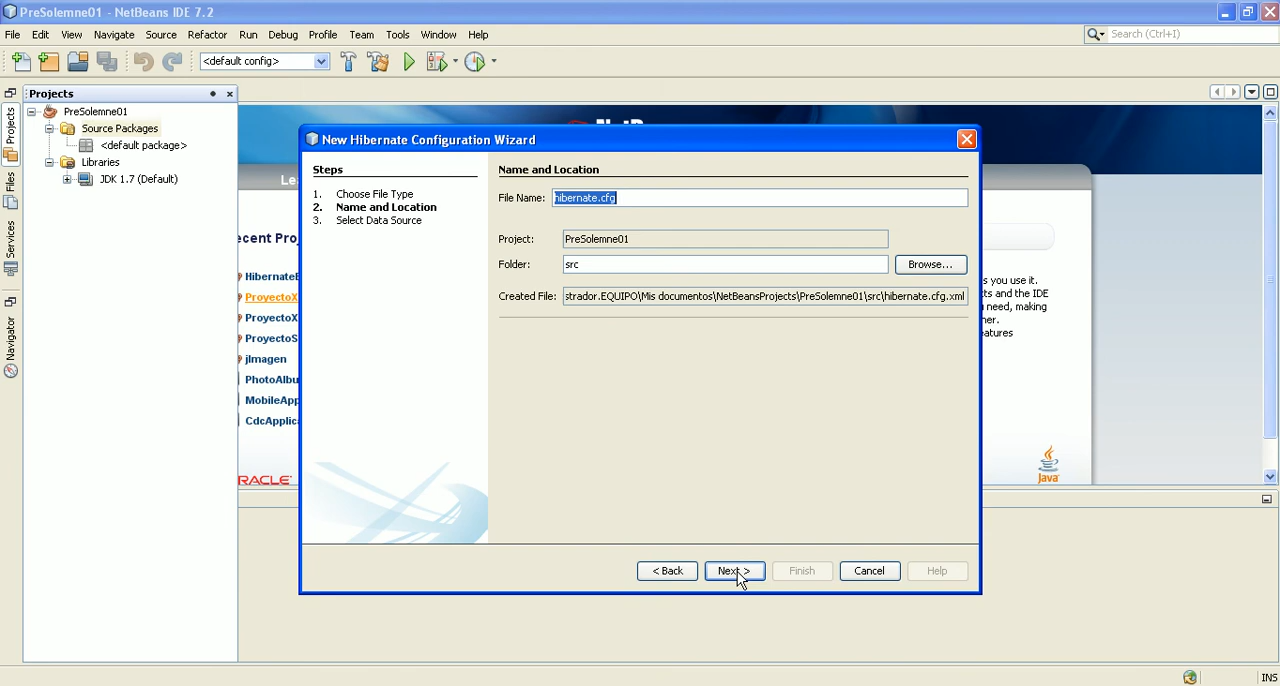 PreSolemne01 - NetBeans IDE 7.2
File Edit View Navigate Source Refactor Run Debug Profile Team Tools Window Help
Search (Ctrl+I)
<default config>
Projects
Projects
Files
Services
Navigator
PreSolemne01
Source Packages
<default package>
Libraries
JDK 1.7 (Default)
Le
ecent Pro
HibernateE
ProyectoX
ProyectoX
ProyectoS
jImagen
PhotoAlbu
MobileApp
CdcApplica
RACLE
New Hibernate Configuration Wizard
Steps
1. Choose File Type
2. Name and Location
3. Select Data Source
Name and Location
File Name: hibernate.cfg
Project: PreSolemne01
Folder: src
Browse...
Created File: strador.EQUIPO\Mis documentos\NetBeansProjects\PreSolemne01\src\hibernate.cfg.xml
< Back
Next >
Finish
Cancel
Help
s you use it.
ts and the IDE
need, making
ner.
eatures
Java
INS